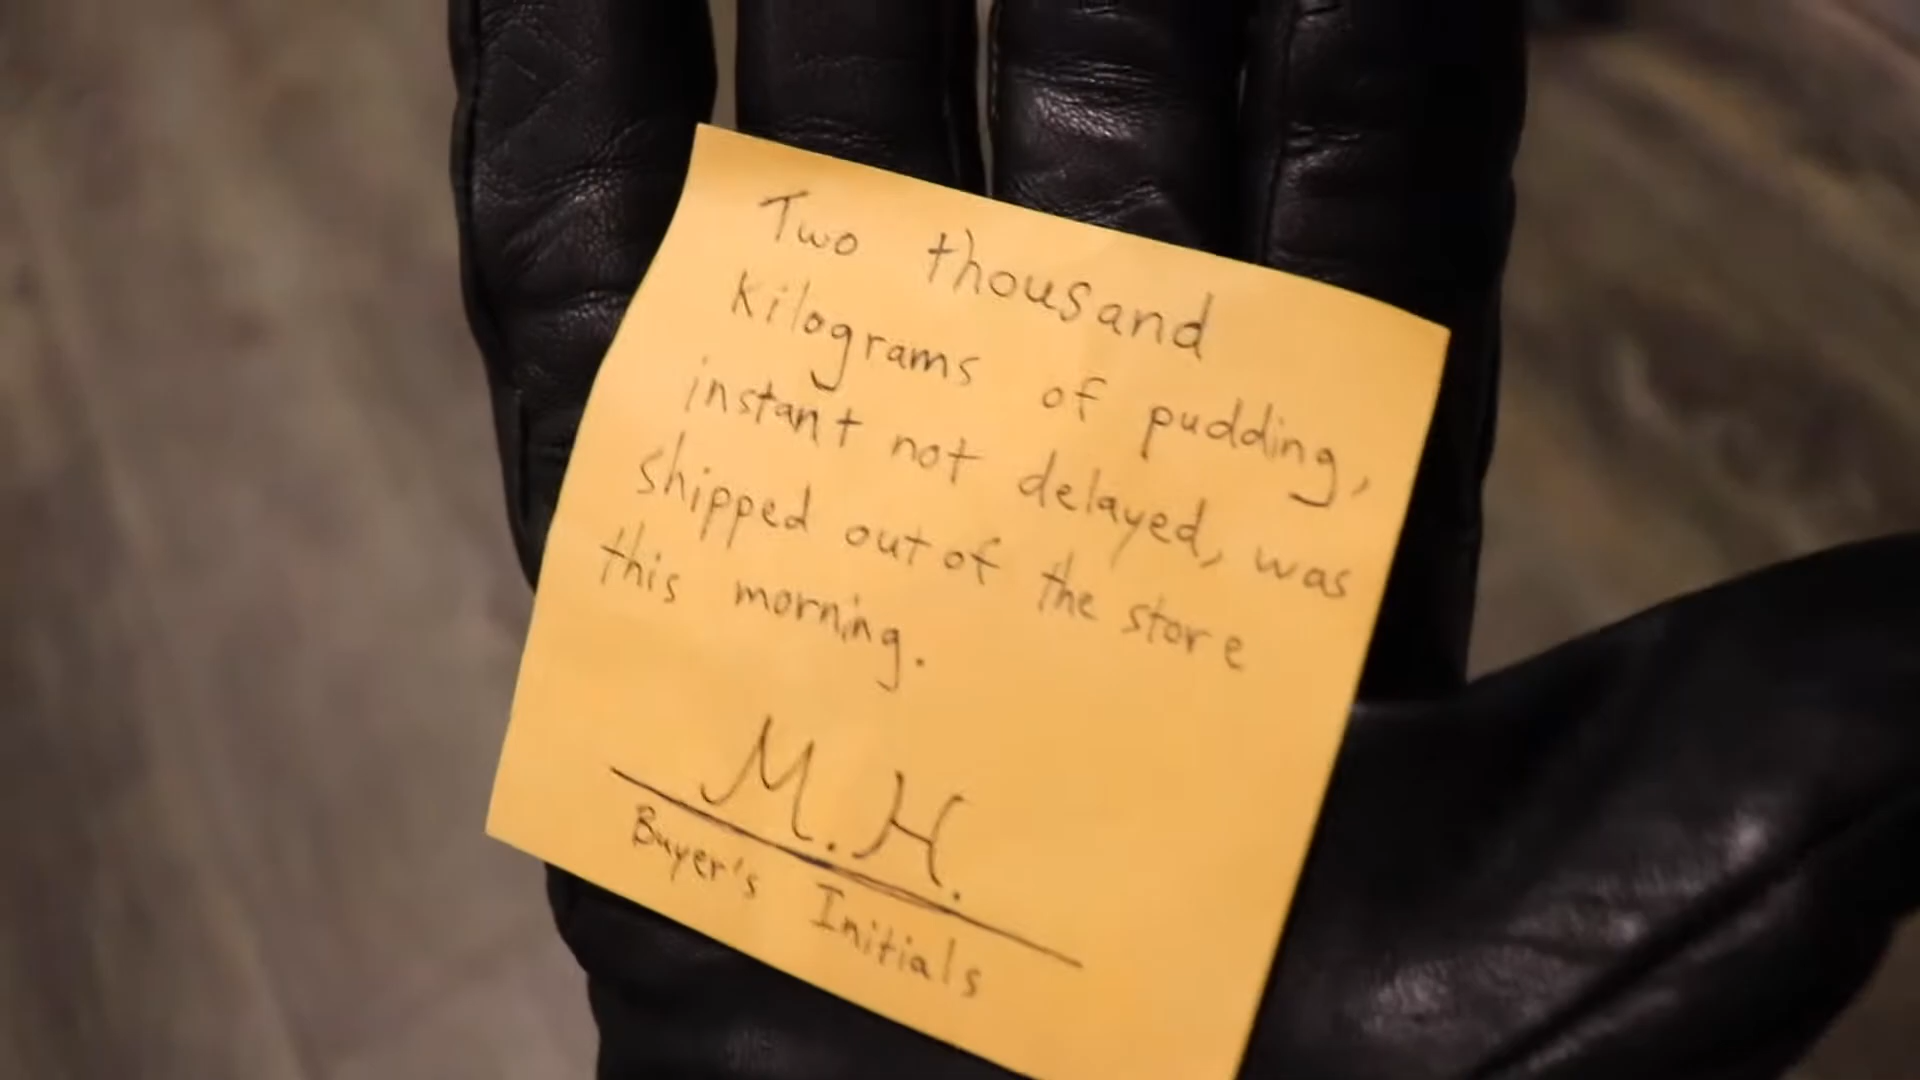 Two thousand
kilograms of pudding,
instant not delayed, was
shipped out of the store
this morning.
M.H.
Buyer's Initials